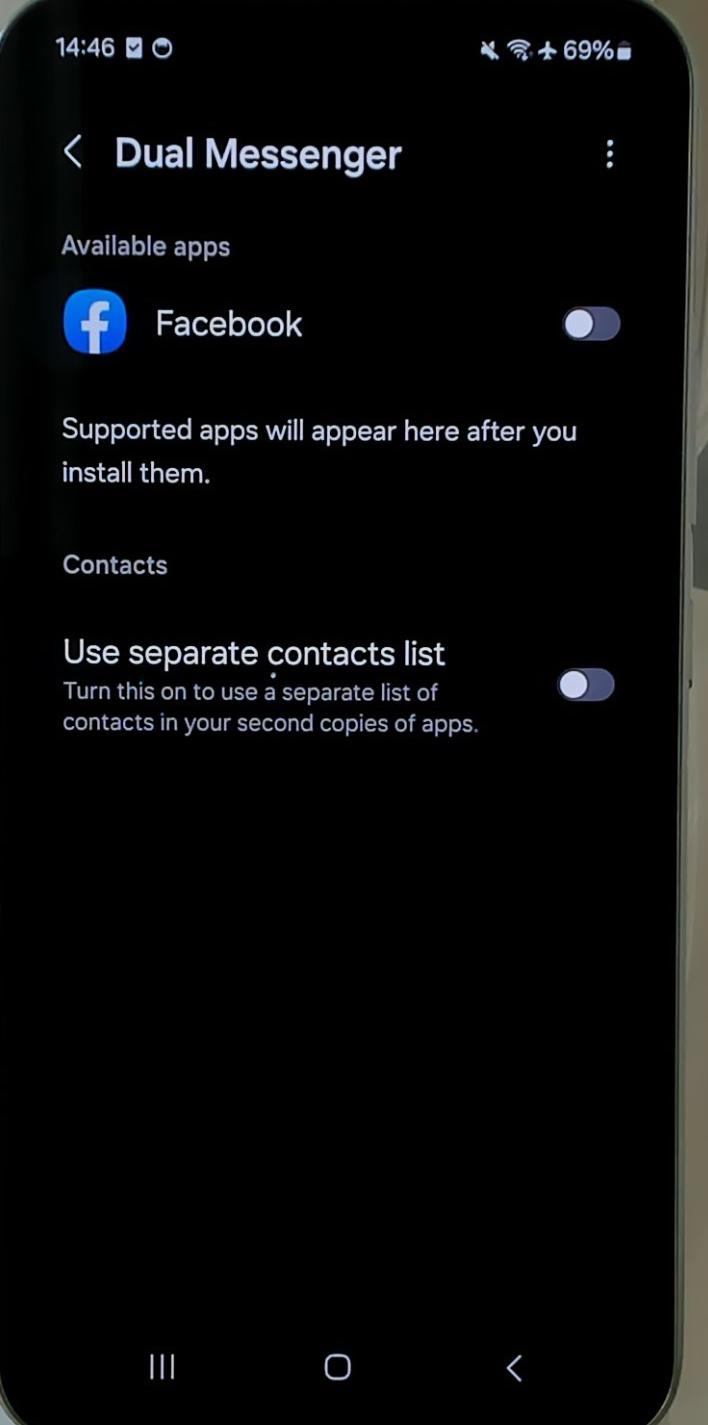 14:46
69%
Dual Messenger
Available apps
Facebook
Supported apps will appear here after you
install them.
Contacts
Use separate contacts list
Turn this on to use a separate list of
contacts in your second copies of apps.